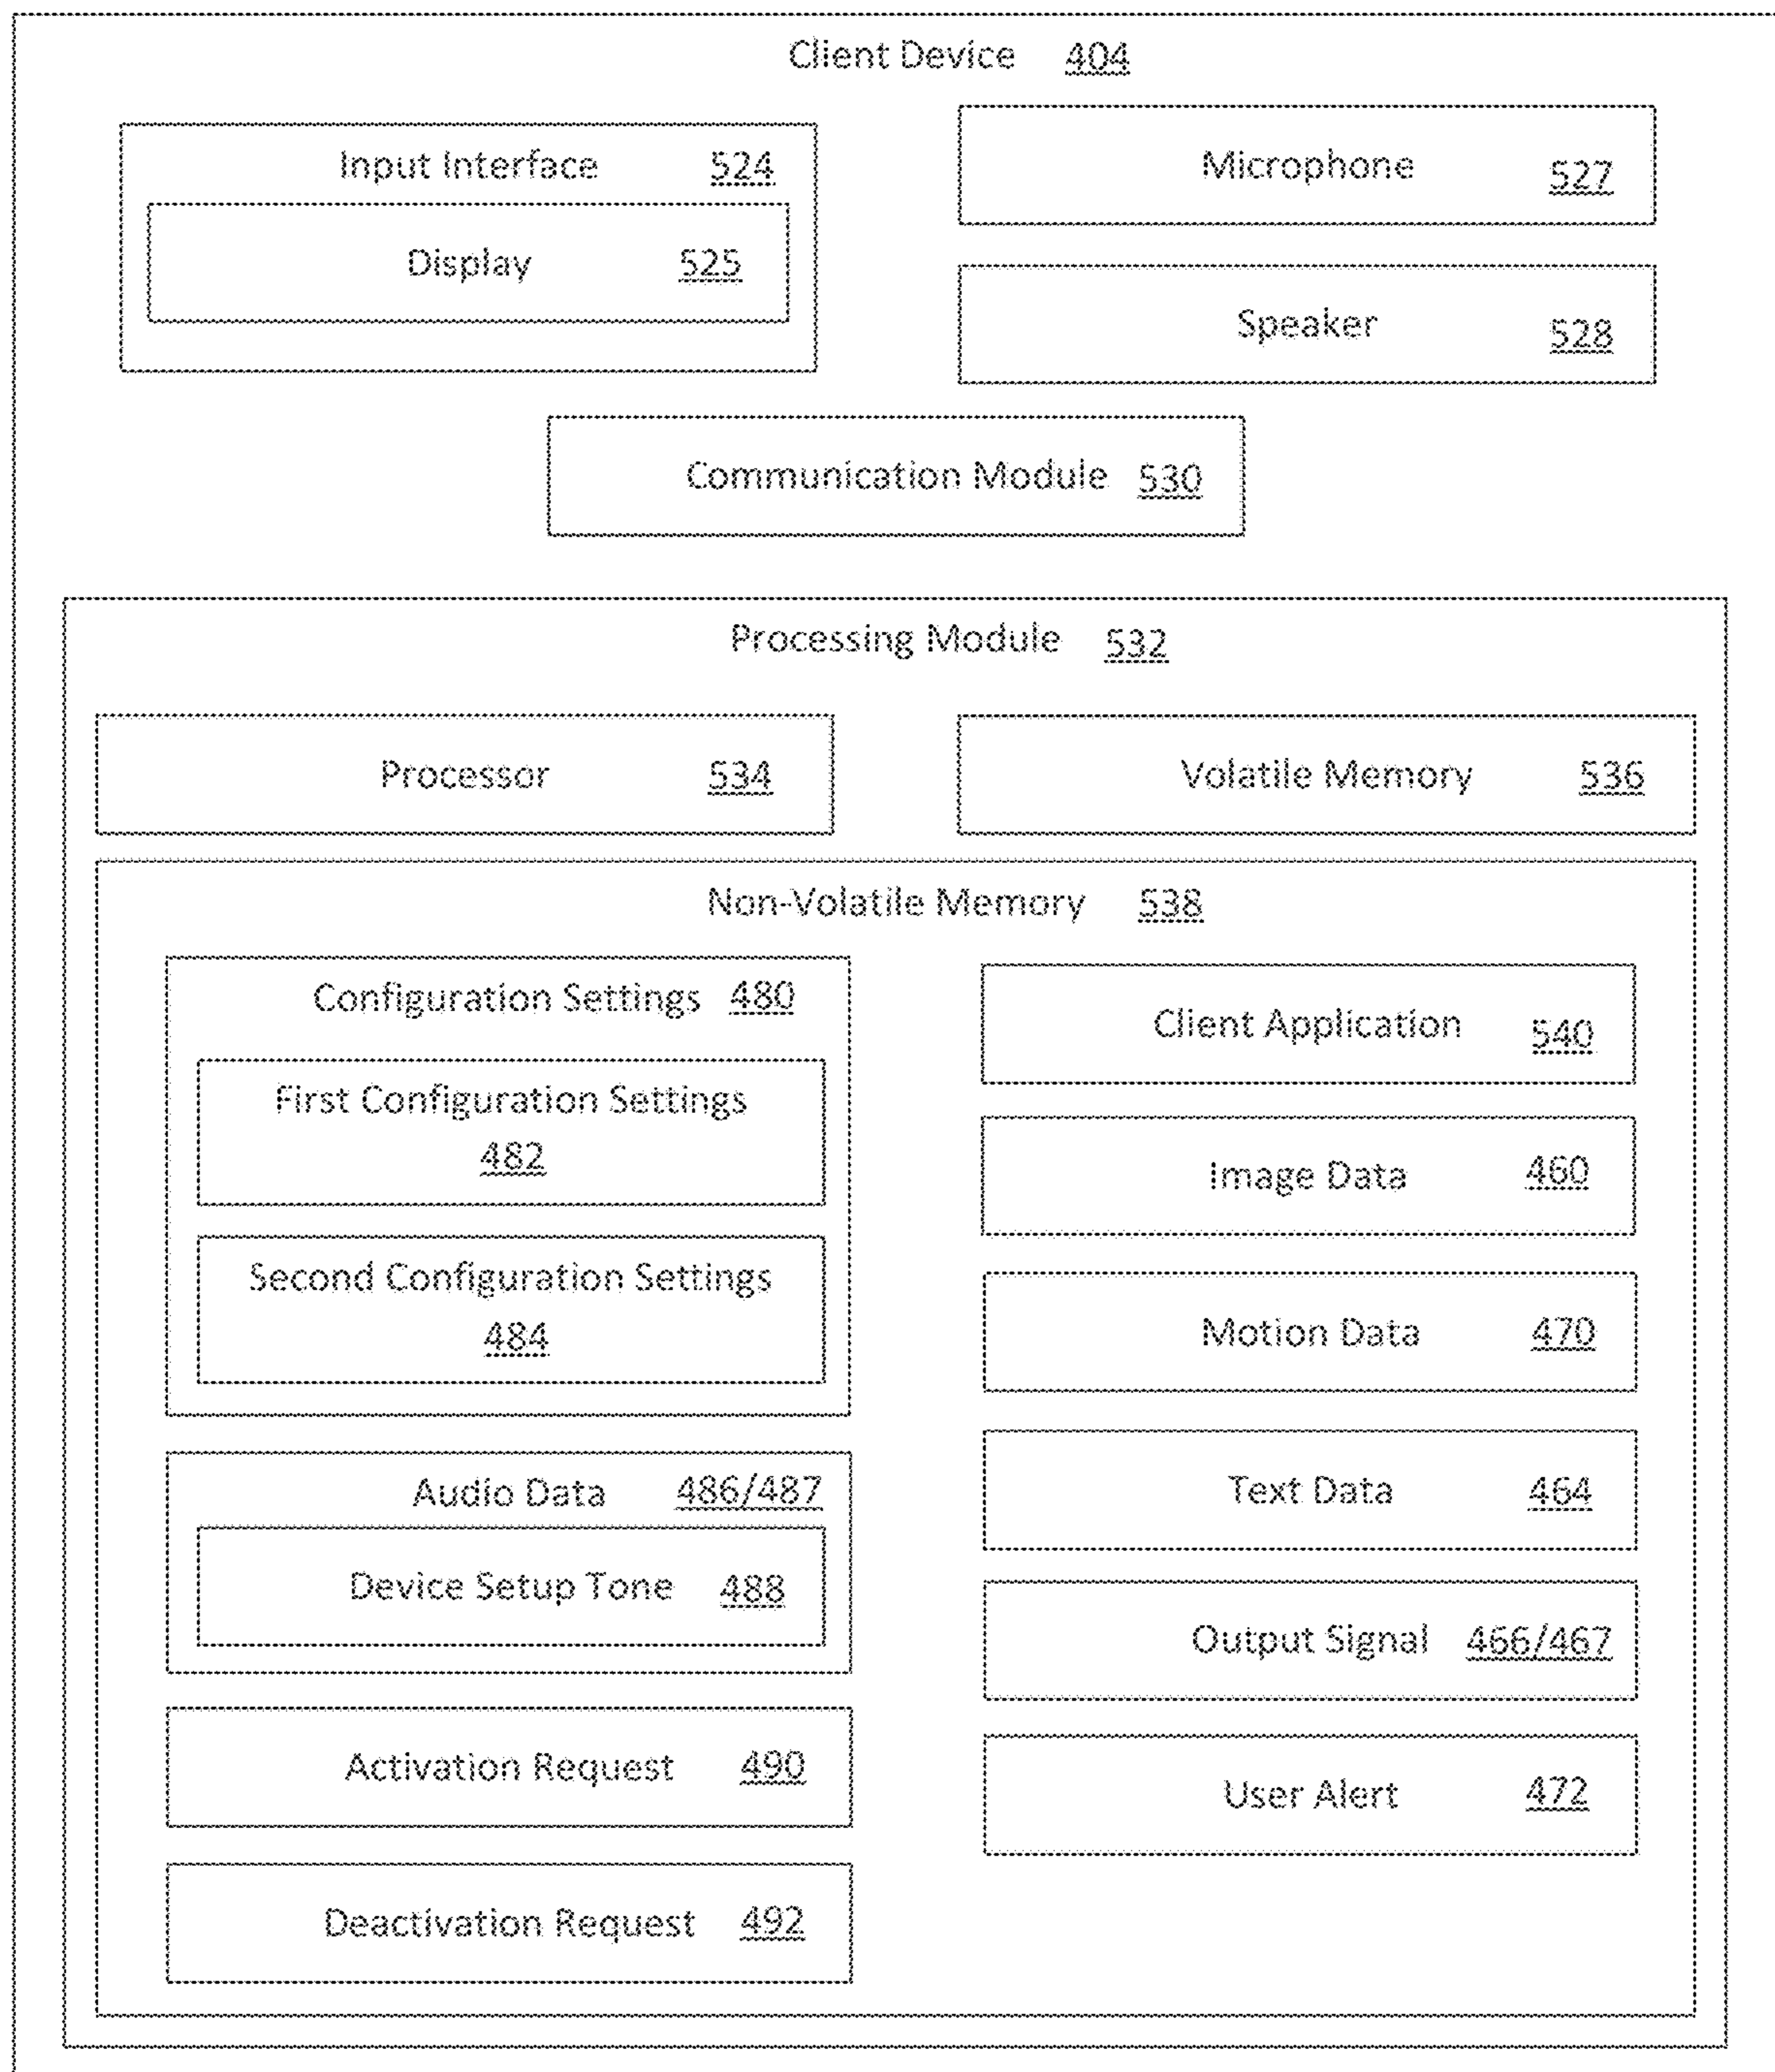 Client Device 404
Input Interface 524
Display 525
Microphone 527
Speaker 528
Communication Module 530
Processing Module 532
Processor 534
Volatile Memory 536
Non-Volatile Memory 538
Configuration Settings 480
First Configuration Settings
482
Second Configuration Settings
484
Audio Data 486/487
Device Setup Tone 488
Activation Request 490
Deactivation Request 492
Client Application 540
Image Data 460
Motion Data 470
Text Data 464
Output Signal 466/467
User Alert 472